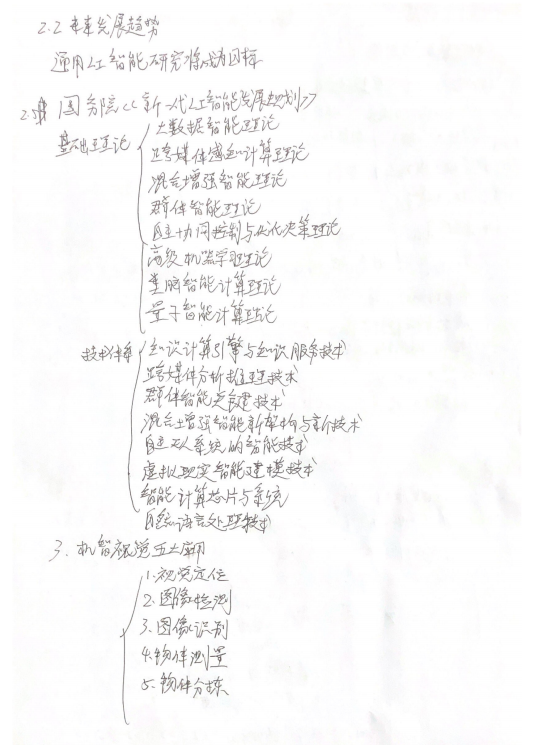 2.2 未来发展趋势
通用人工智能研究将成为目标
2.3 国务院<<新一代人工智能发展规划>>
基础理论
大数据智能理论
跨媒体感知计算理论
混合增强智能理论
群体智能理论
自主协同控制与优化决策理论
高级机器学习理论
类脑智能计算理论
量子智能计算理论
技术体系
知识计算引擎与知识服务技术
跨媒体分析推理技术
群体智能关键技术
混合增强智能新架构与新技术
自主无人系统的智能技术
虚拟现实智能建模技术
智能计算芯片与系统
自然语言处理技术
3. 机器视觉五大应用
1. 视觉定位
2. 图像检测
3. 图像识别
4. 物体测量
5. 物体分拣